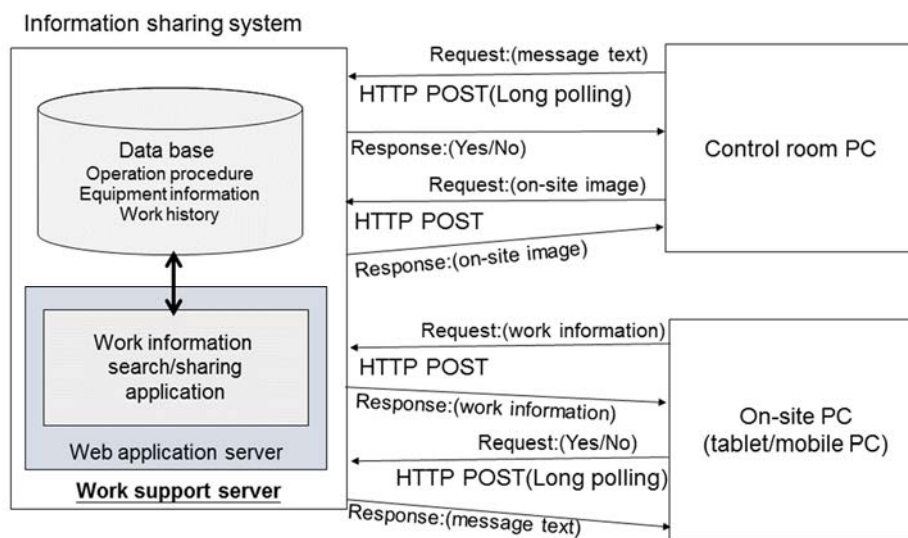 Information sharing system
Data base
Operation procedure
Equipment information
Work history
Work information
search/sharing
application
Web application server
Work support server
Request:(message text)
HTTP POST(Long polling)
Response:(Yes/No)
Request:(on-site image)
HTTP POST
Response:(on-site image)
Control room PC
Request:(work information)
HTTP POST
Response:(work information)
Request:(Yes/No)
HTTP POST(Long polling)
Response:(message text)
On-site PC
(tablet/mobile PC)